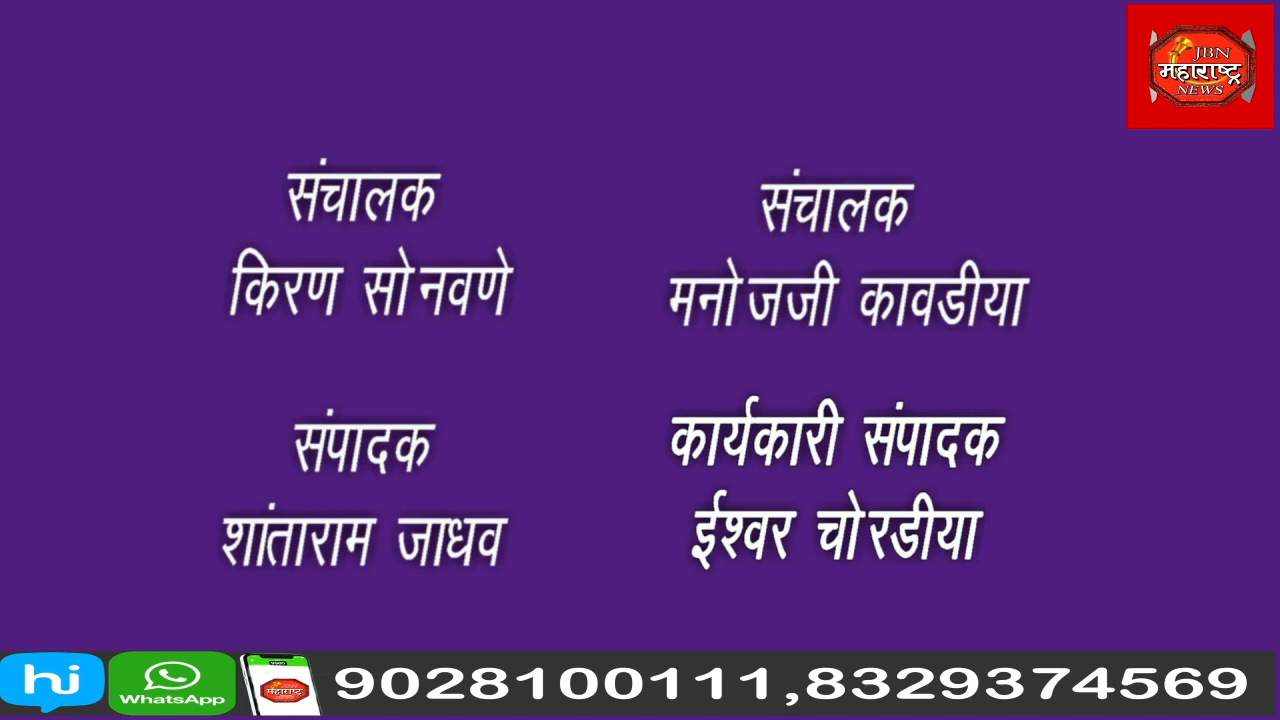 JBN
महाराष्ट्र
NEWS
संचालक
किरण सोनवणे
संचालक
मनोजजी कावडीया
संपादक
शांताराम जाधव
कार्यकारी संपादक
ईश्वर चोरडीया
hi
WhatsApp
महाराष्ट्र
9028100111,8329374569